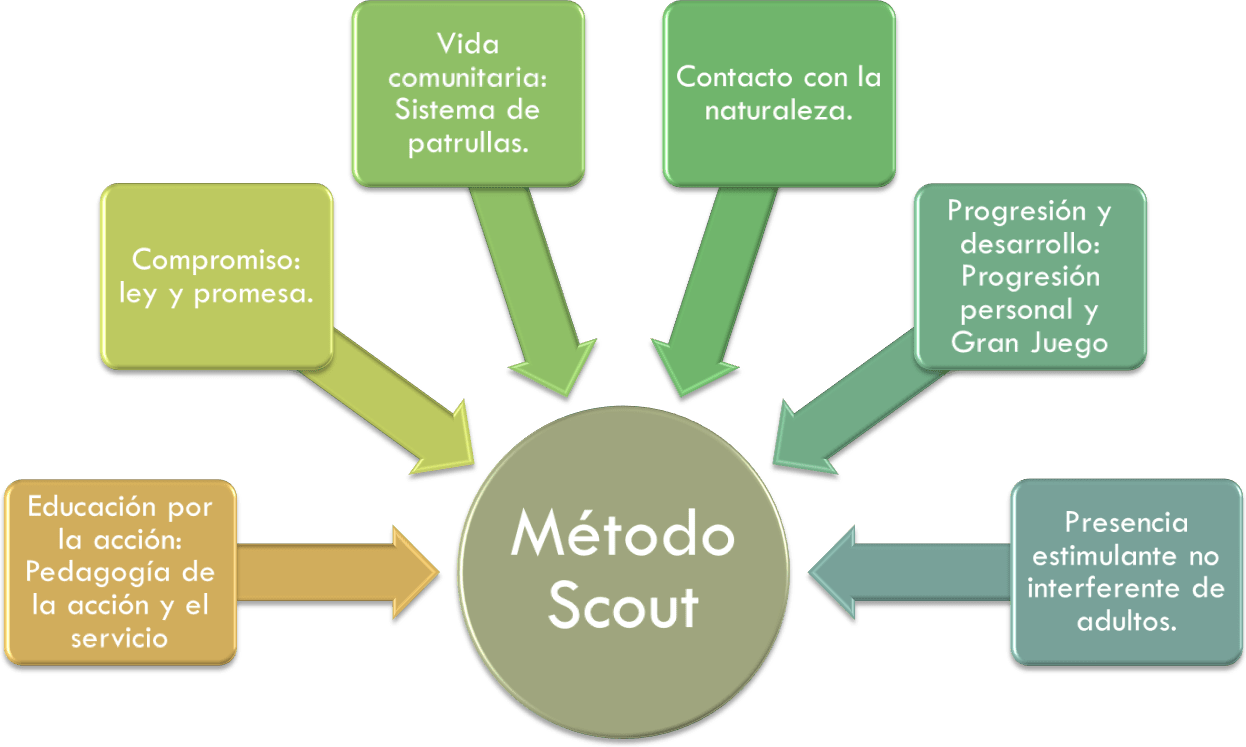 Vida
comunitaria:
Sistema de
patrullas.
Contacto con la
naturaleza.
Compromiso:
ley y promesa.
Progresión y
desarrollo:
Progresión
personal y
Gran Juego
Educación por
la acción:
Pedagogía de
la acción y el
servicio
Método
Scout
Presencia
estimulante no
interferente de
adultos.